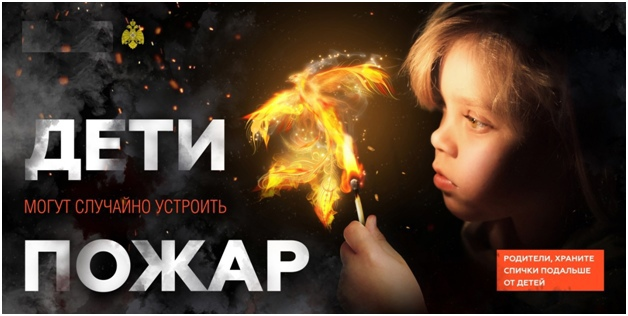 ДЕТИ
МОГУТ СЛУЧАЙНО УСТРОИТЬ
ПОЖАР
РОДИТЕЛИ, ХРАНИТЕ
СПИЧКИ ПОДАЛЬШЕ
ОТ ДЕТЕЙ